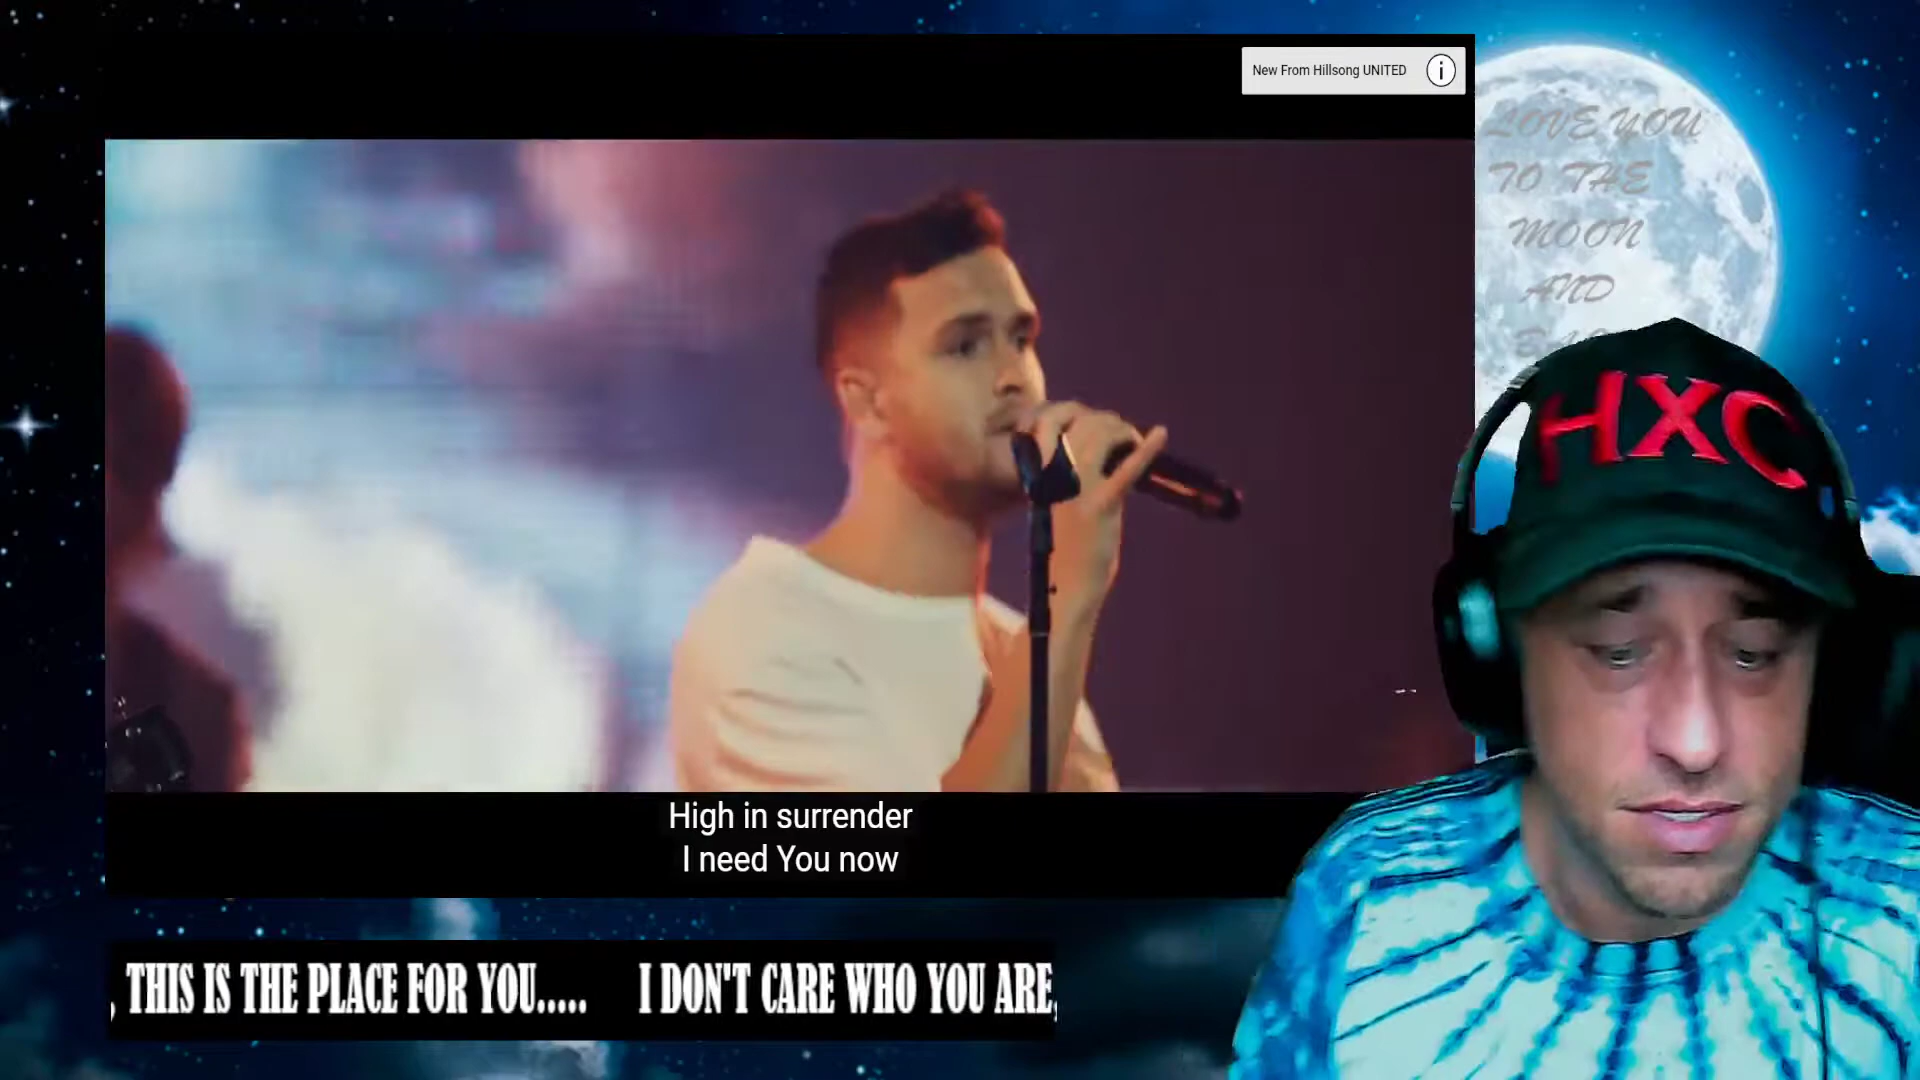 New From Hillsong UNITED
LOVE YOU
TO THE
MOON
AND
HXC
High in surrender
I need You now
, THIS IS THE PLACE FOR YOU..... I DON'T CARE WHO YOU ARE,